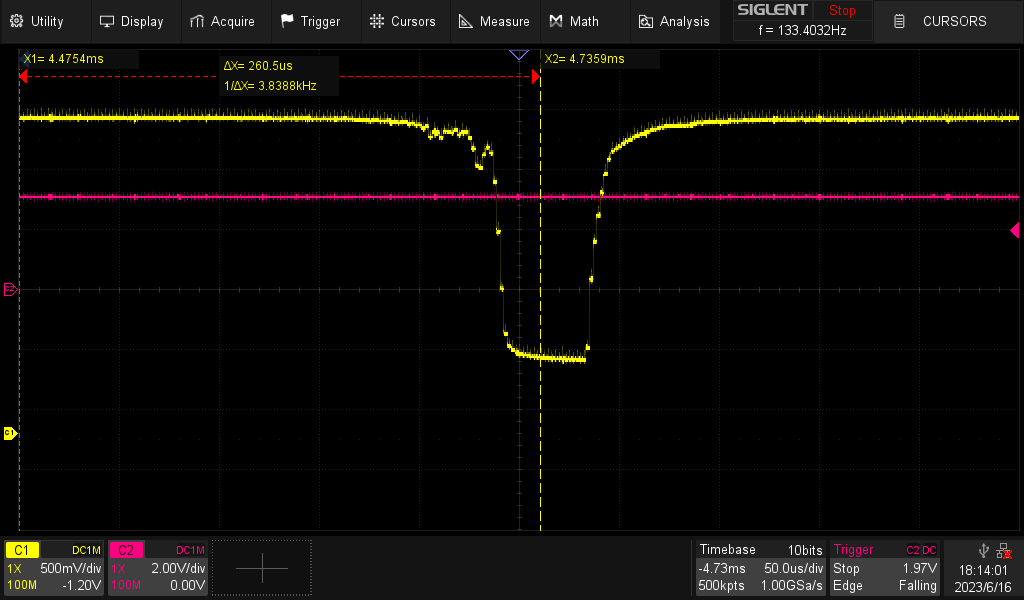 Utility Display Acquire Trigger Cursors Measure Math Analysis SIGLENT Stop CURSORS
f = 133.4032Hz
X1= 4.4754ms X2= 4.7359ms
ΔX= 260.5us
1/ΔX= 3.8388kHz
C1
C1 DC1M C2 DC1M Timebase 10bits Trigger C2 DC
1X 500mV/div 1X 2.00V/div -4.73ms 50.0us/div Stop 1.97V 18:14:01
100M -1.20V 100M 0.00V 500kpts 1.00GSa/s Edge Falling 2023/6/16